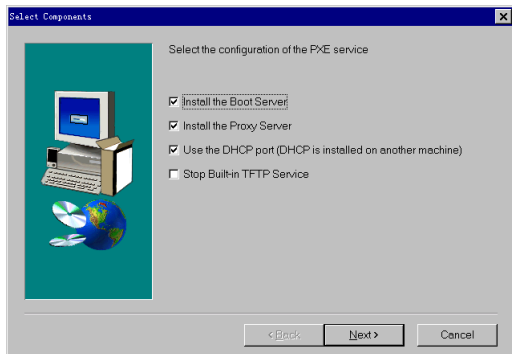 Select Components
Select the configuration of the PXE service
Install the Boot Server
Install the Proxy Server
Use the DHCP port (DHCP is installed on another machine)
Stop Built-in TFTP Service
< Back
Next >
Cancel